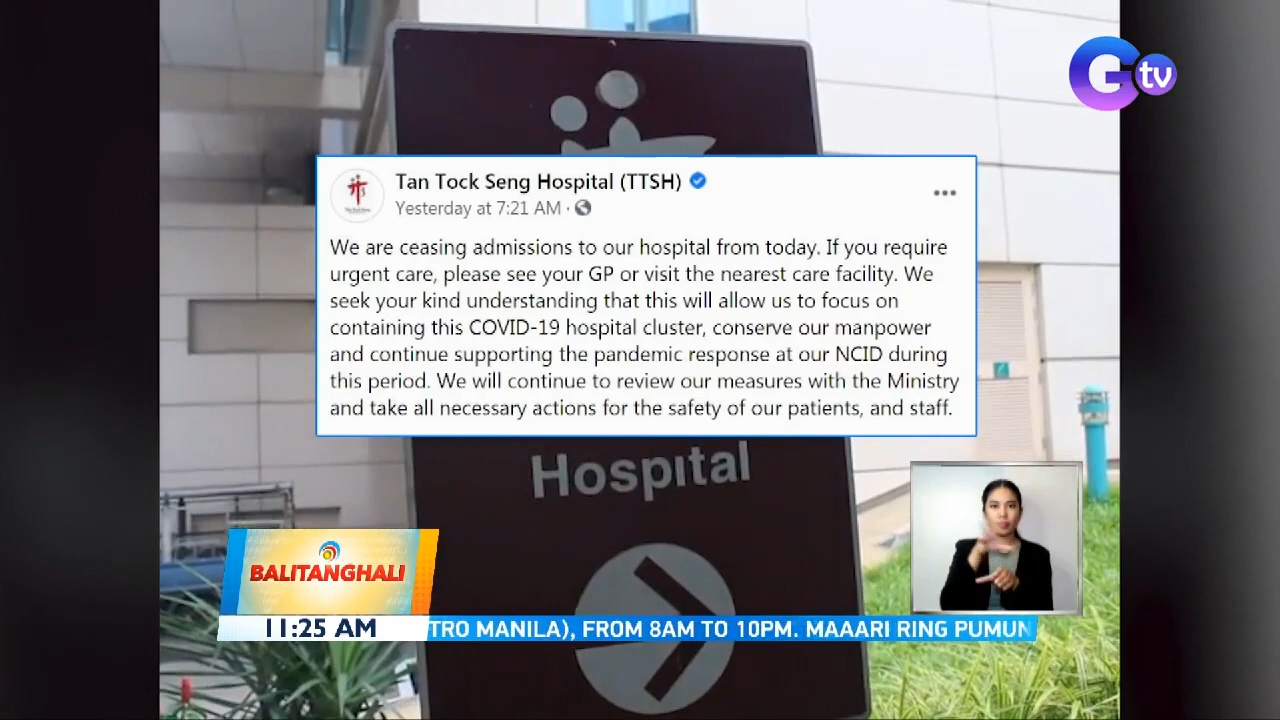 Gtv
Tan Tock Seng Hospital (TTSH)
Yesterday at 7:21 AM ·
We are ceasing admissions to our hospital from today. If you require
urgent care, please see your GP or visit the nearest care facility. We
seek your kind understanding that this will allow us to focus on
containing this COVID-19 hospital cluster, conserve our manpower
and continue supporting the pandemic response at our NCID during
this period. We will continue to review our measures with the Ministry
and take all necessary actions for the safety of our patients, and staff.
Hospital
BALITANGHALI
11:25 AM
TRO MANILA), FROM 8AM TO 10PM. MAAARI RING PUMUN